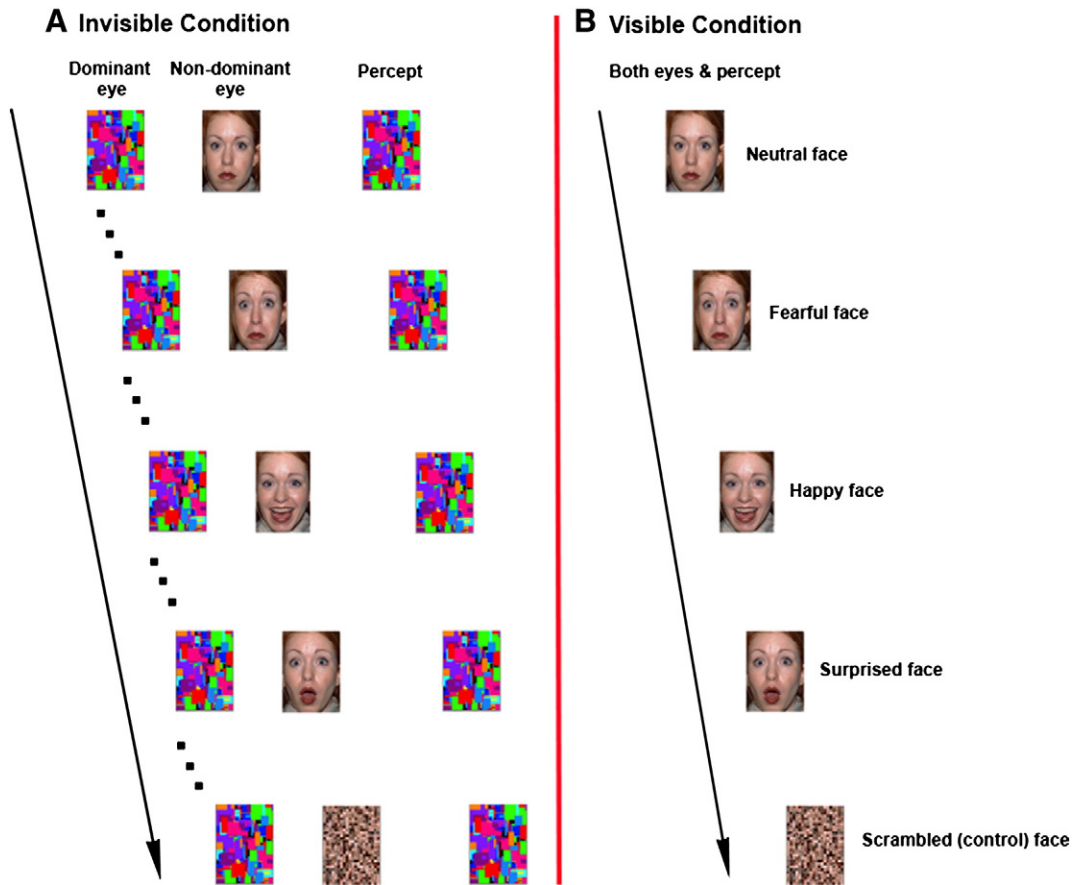 A Invisible Condition
Dominant eye
Non-dominant eye
Percept
B Visible Condition
Both eyes & percept
Neutral face
Fearful face
Happy face
Surprised face
Scrambled (control) face